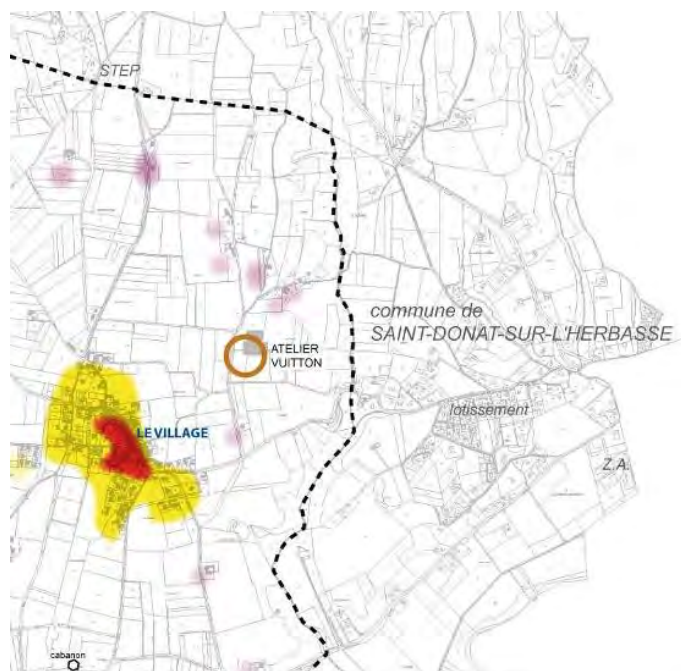 STEP
commune de
SAINT-DONAT-SUR-L'HERBASSE
ATELIER
VUITTON
lotissement
LE VILLAGE
Z.A.
cabanon